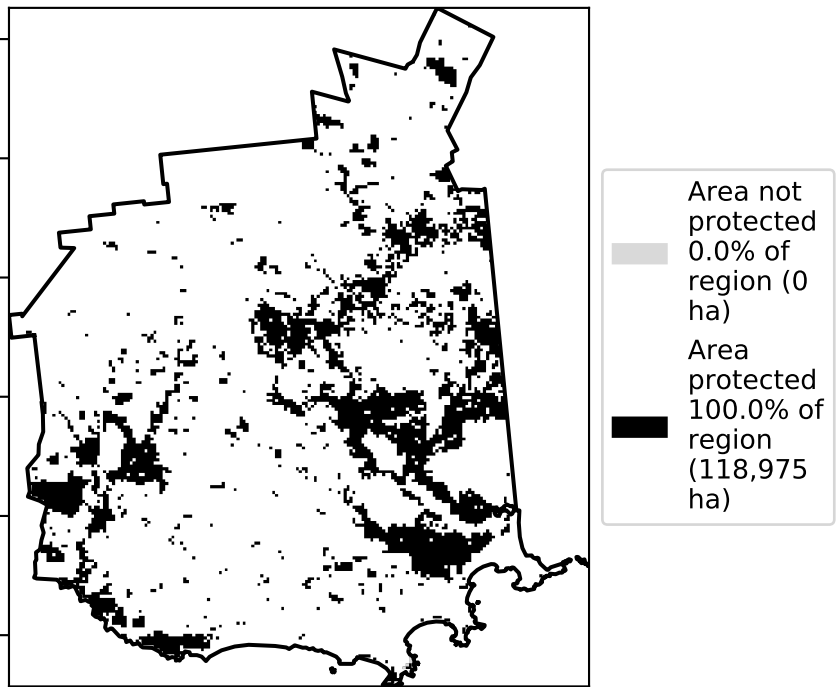 Area not
protected
0.0% of
region (0
ha)
Area
protected
100.0% of
region
(118,975
ha)